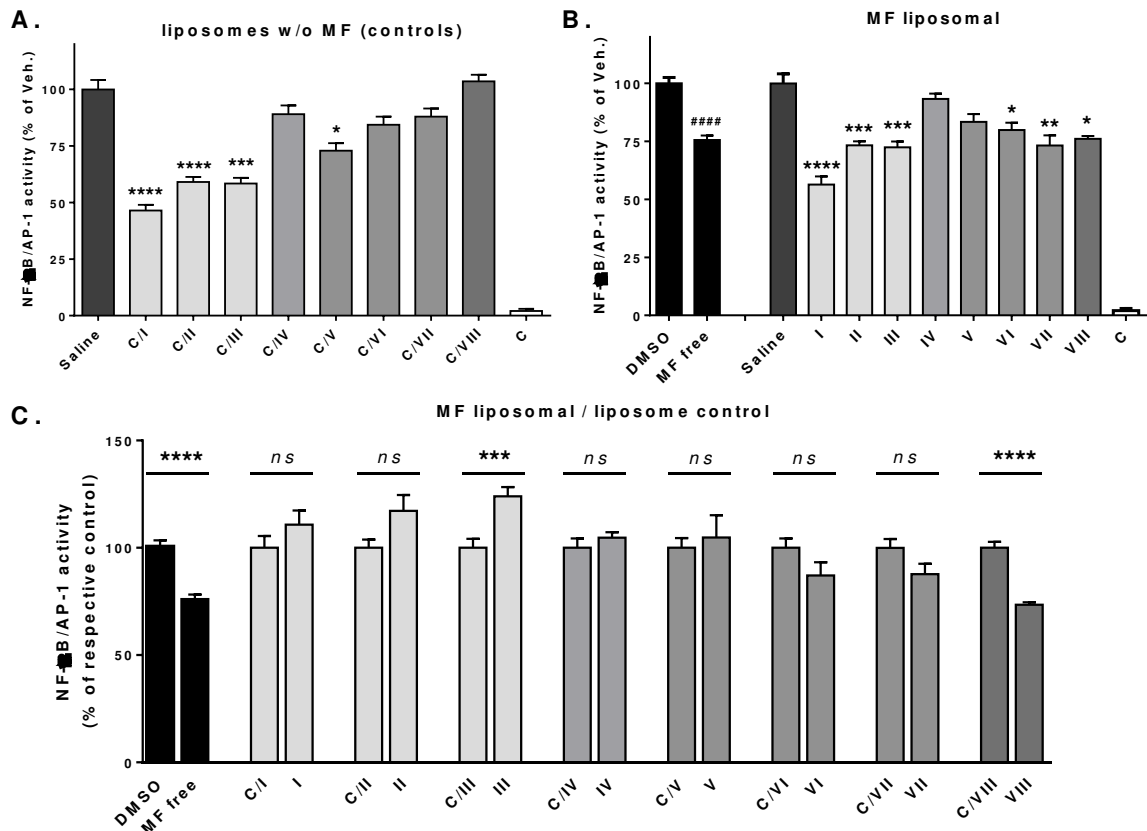 A.
liposomes w/o MF (controls)
NF-κB/AP-1 activity (% of Veh.)
100
75
50
25
0
****
****
***
*
Saline
C/I
C/II
C/III
C/IV
C/V
C/VI
C/VII
C/VIII
C
B.
MF liposomal
NF-κB/AP-1 activity (% of Veh.)
100
75
50
25
0
####
****
***
***
*
**
*
DMSO
MF free
Saline
I
II
III
IV
V
VI
VII
VIII
C
C.
MF liposomal / liposome control
NF-κB/AP-1 activity
(% of respective control)
150
100
50
0
****
ns
ns
***
ns
ns
ns
ns
****
DMSO
MF free
C/I
I
C/II
II
C/III
III
C/IV
IV
C/V
V
C/VI
VI
C/VII
VII
C/VIII
VIII